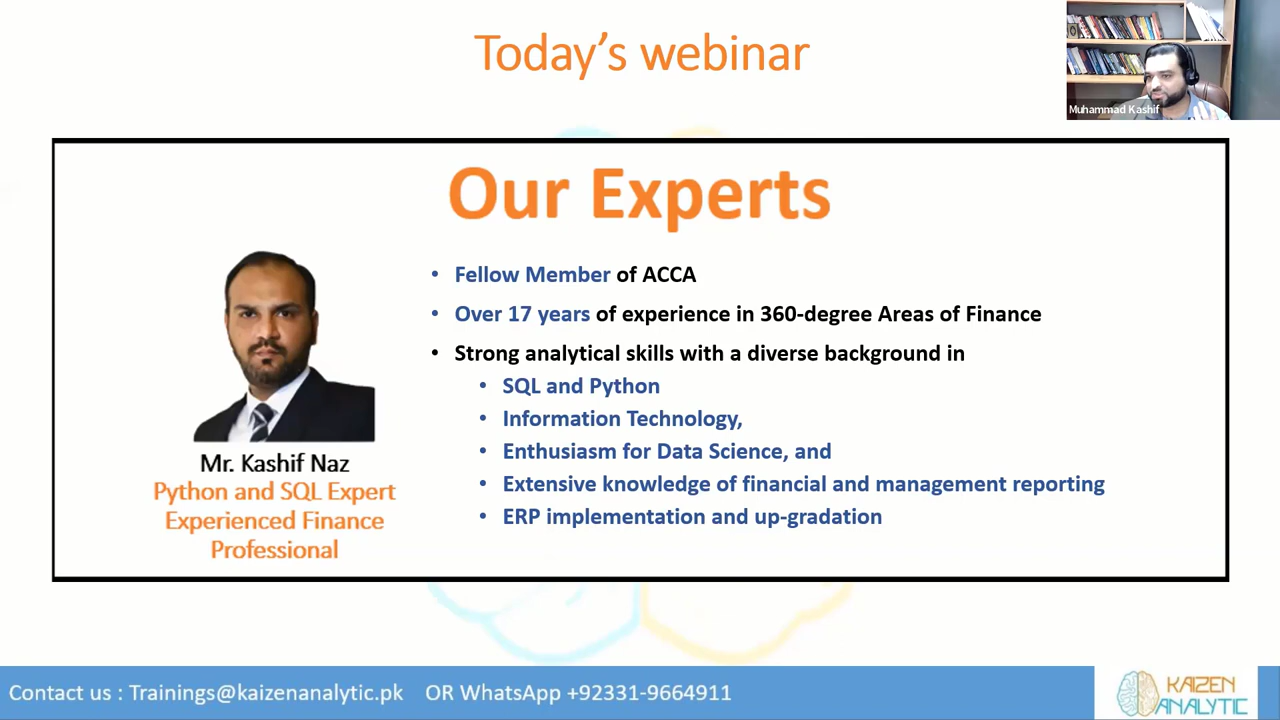 Today's webinar
Muhammad Kashif
Our Experts
• Fellow Member of ACCA
• Over 17 years of experience in 360-degree Areas of Finance
• Strong analytical skills with a diverse background in
• SQL and Python
• Information Technology,
• Enthusiasm for Data Science, and
• Extensive knowledge of financial and management reporting
• ERP implementation and up-gradation
Mr. Kashif Naz
Python and SQL Expert
Experienced Finance
Professional
Contact us : Trainings@kaizenanalytic.pk OR WhatsApp +92331-9664911
KAIZEN
ANALYTIC